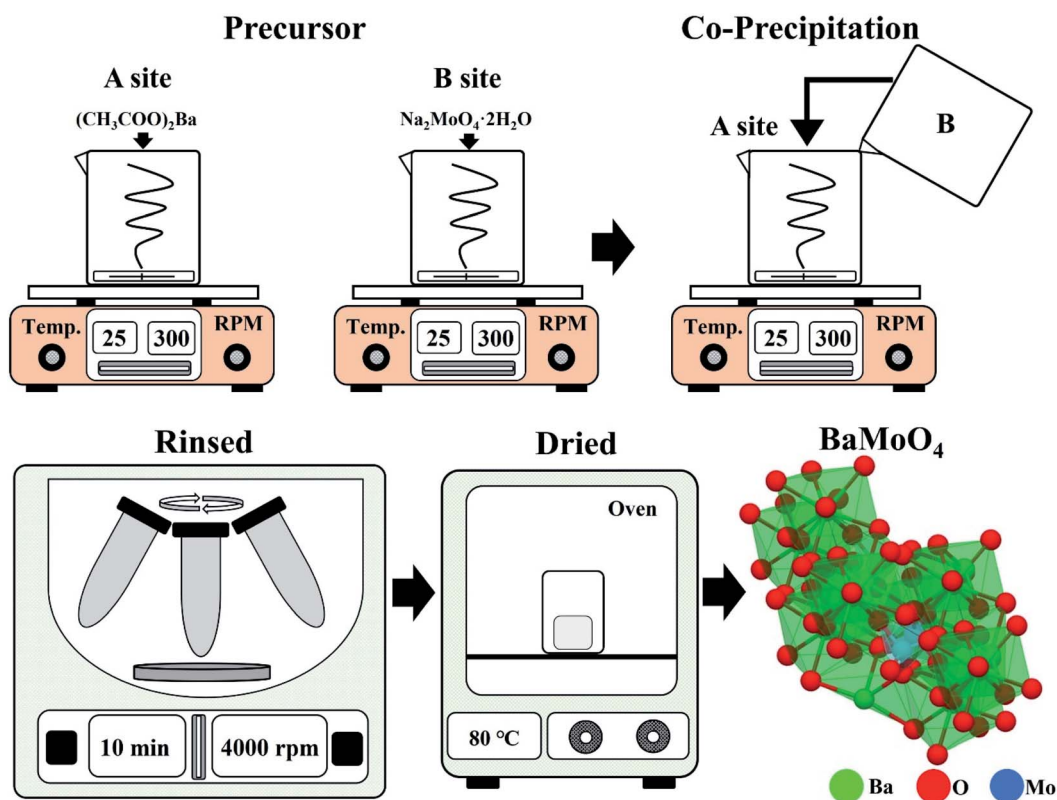 Precursor
Co-Precipitation
A site
B site
(CH₃COO)₂Ba
Na₂MoO₄·2H₂O
A site
B
Temp.
25
300
RPM
Temp.
25
300
RPM
Temp.
25
300
RPM
Rinsed
Dried
BaMoO₄
Oven
10 min
4000 rpm
80 °C
Ba
O
Mo